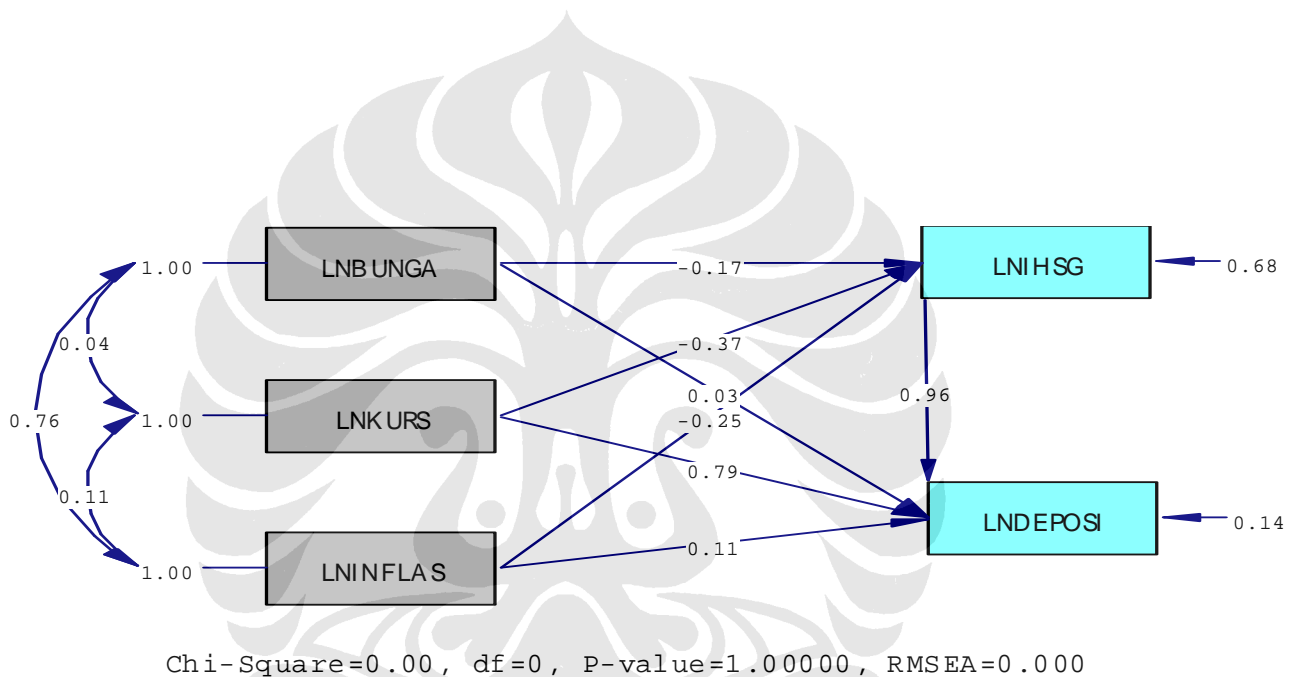 LNBUNGA
LNKURS
LNINFLAS
LNIHSG
LNDEPOSI
1.00
1.00
1.00
0.04
0.76
0.11
-0.17
-0.37
0.03
-0.25
0.79
0.11
0.96
0.68
0.14
Chi-Square=0.00, df=0, P-value=1.00000, RMSEA=0.000